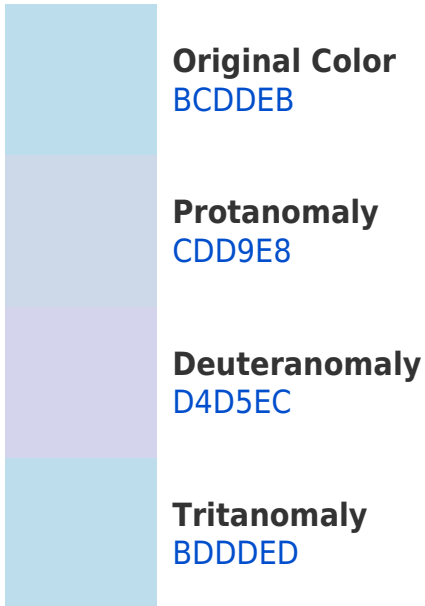 Original Color
BCDDEB
Protanomaly
CDD9E8
Deuteranomaly
D4D5EC
Tritanomaly
BDDDED